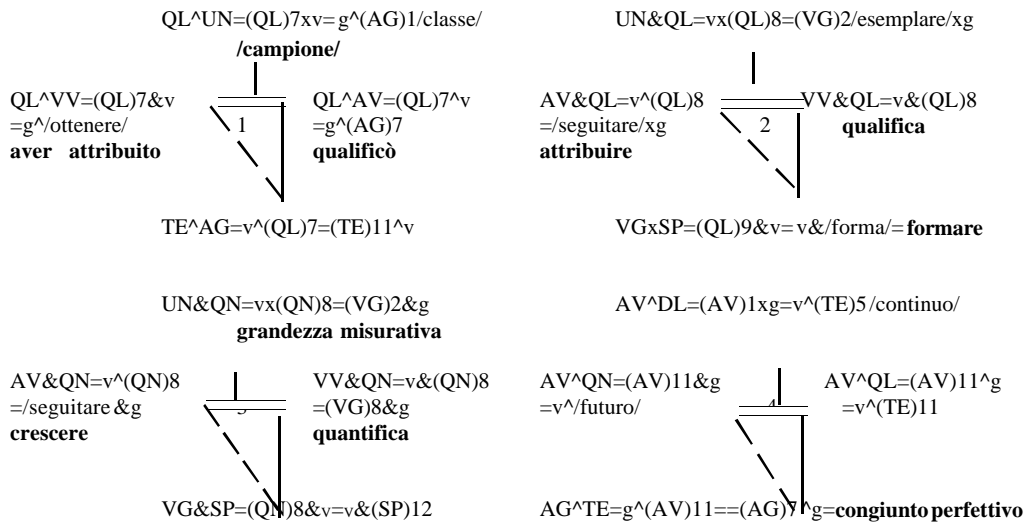 QL^UN=(QL)7xv= g^(AG)1/classe/
/campione/
QL^VV=(QL)7&v
=g^/ottenere/
aver attribuito
1
QL^AV=(QL)7^v
=g^(AG)7
qualificò
TE^AG=v^(QL)7=(TE)11^v
UN&QL=vx(QL)8=(VG)2/esemplare/xg
AV&QL=v^(QL)8
=/seguitare/xg
attribuire
2
VV&QL=v&(QL)8
qualifica
VGxSP=(QL)9&v= v&/forma/= formare
UN&QN=vx(QN)8=(VG)2&g
grandezza misurativa
AV&QN=v^(QN)8
=/seguitare &g
crescere
3
VV&QN=v&(QN)8
=(VG)8&g
quantifica
VG&SP=(QN)8&v=v&(SP)12
AV^DL=(AV)1xg=v^(TE)5 /continuo/
AV^QN=(AV)11&g
=v^/futuro/
4
AV^QL=(AV)11^g
=v^(TE)11
AG^TE=g^(AV)11==(AG)7^g=congiunto perfettivo